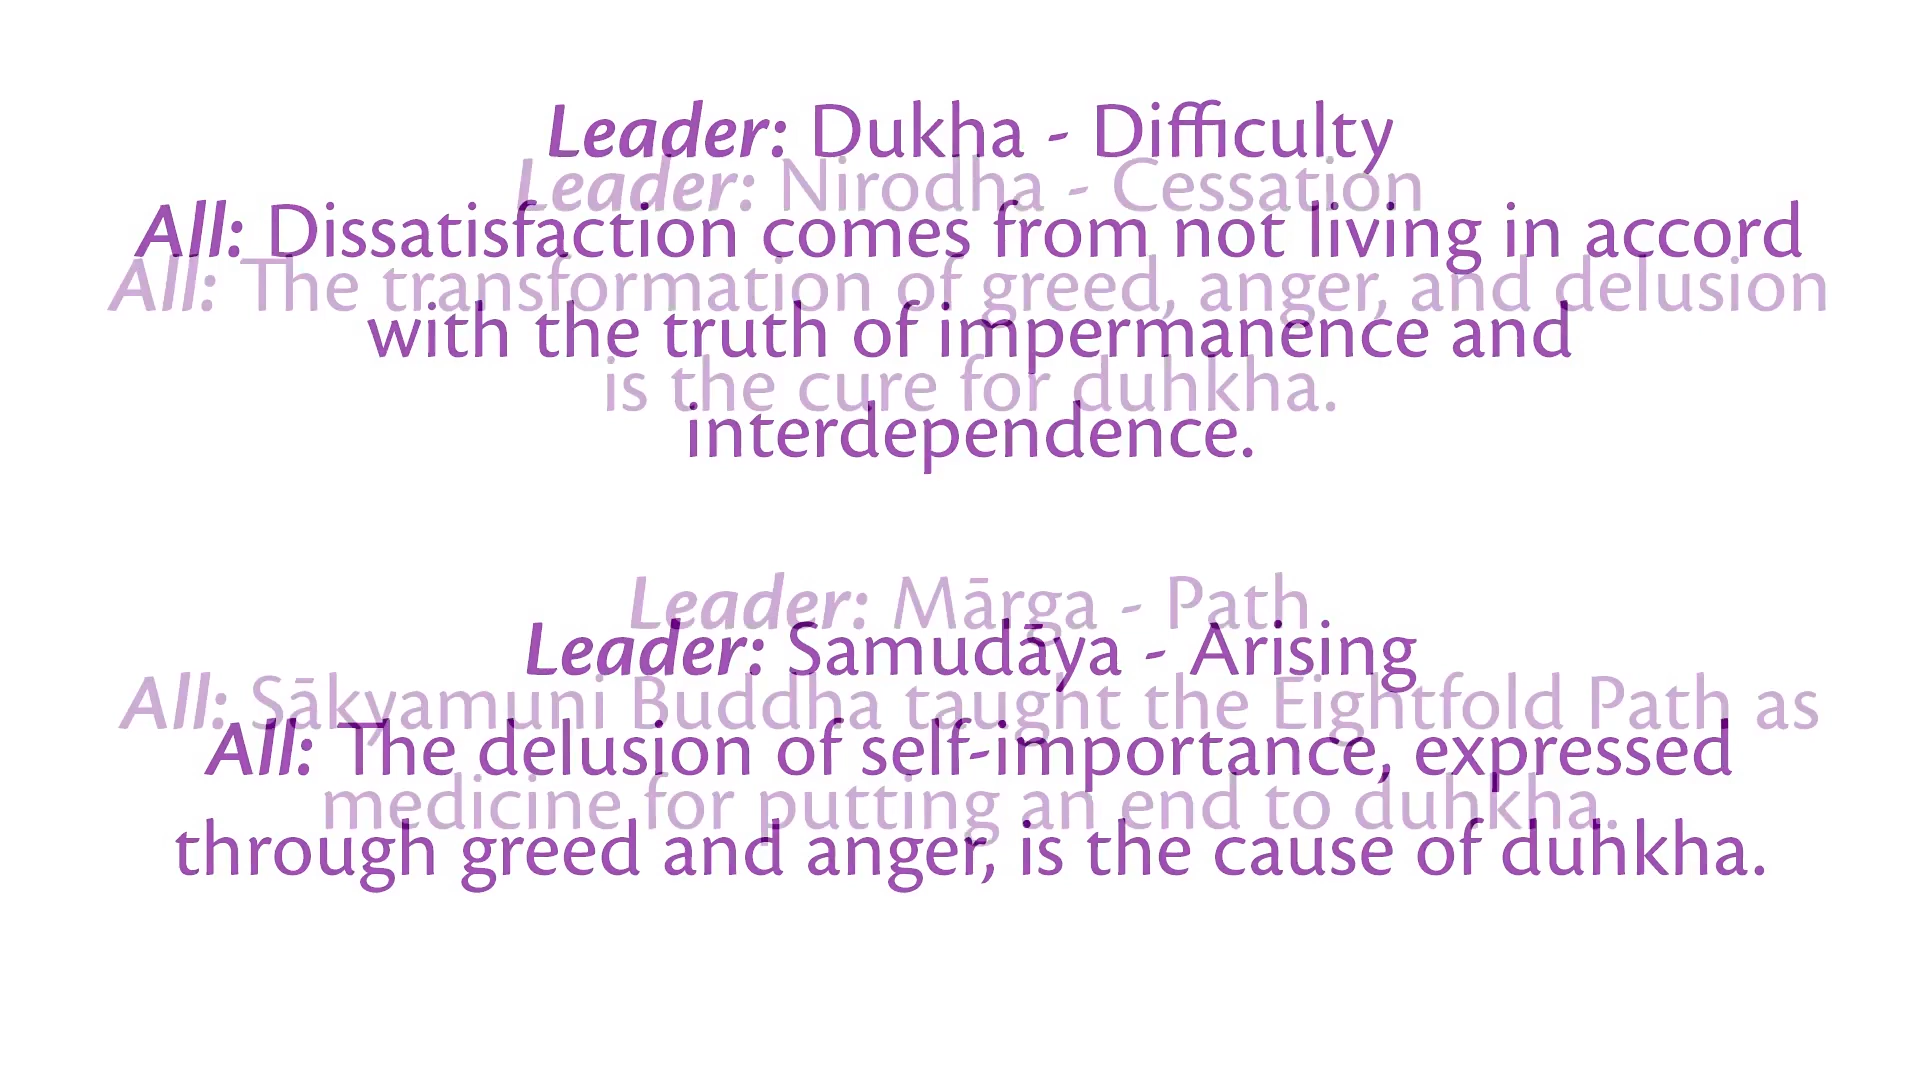 Leader: Dukha - Difficulty
All: Dissatisfaction comes from not living in accord
with the truth of impermanence and
interdependence.
Leader: Samudāya - Arising
All: The delusion of self-importance, expressed
through greed and anger, is the cause of duhkha.
Leader: Nirodha - Cessation
All: The transformation of greed, anger, and delusion
is the cure for duhkha.
Leader: Mārga - Path
All: Sākyamuni Buddha taught the Eightfold Path as
medicine for putting an end to duhkha.